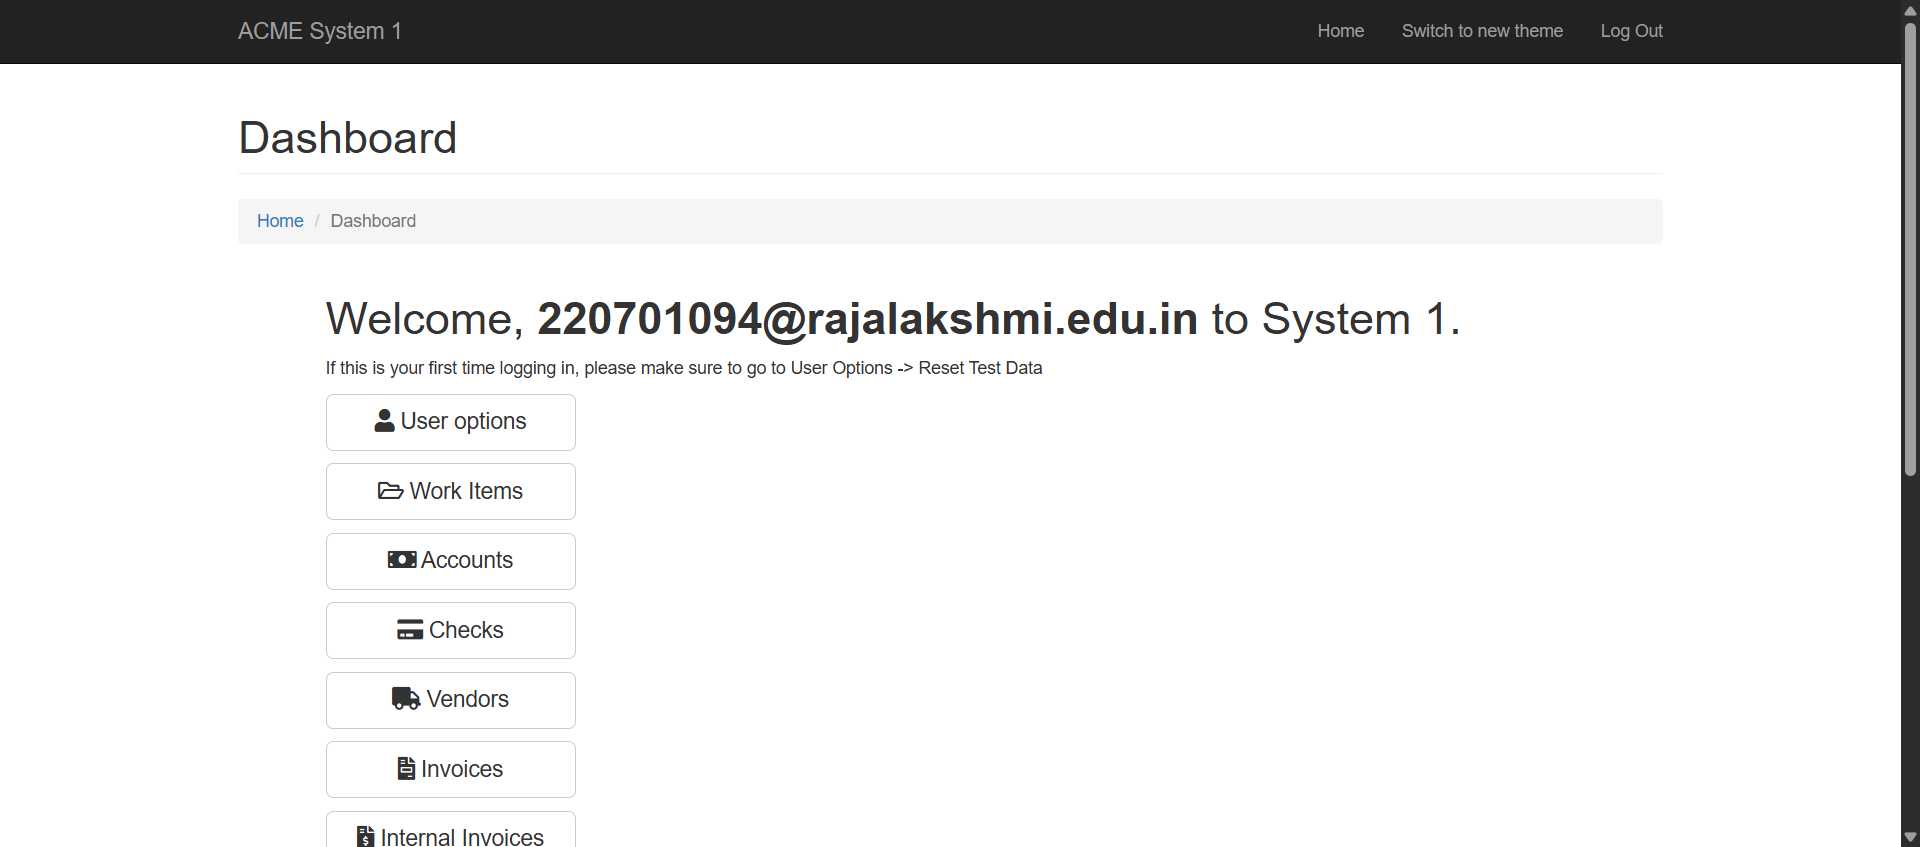 ACME System 1
Home
Switch to new theme
Log Out
Dashboard
Home / Dashboard
Welcome, 220701094@rajalakshmi.edu.in to System 1.
If this is your first time logging in, please make sure to go to User Options -> Reset Test Data
User options
Work Items
Accounts
Checks
Vendors
Invoices
Internal Invoices